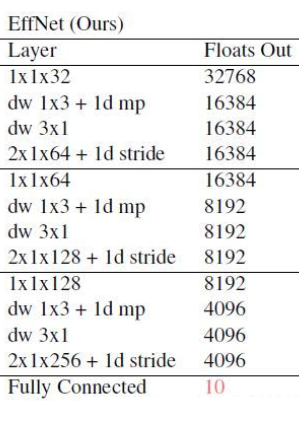 EffNet (Ours)
Layer Floats Out
1x1x32 32768
dw 1x3 + 1d mp 16384
dw 3x1 16384
2x1x64 + 1d stride 16384
1x1x64 16384
dw 1x3 + 1d mp 8192
dw 3x1 8192
2x1x128 + 1d stride 8192
1x1x128 8192
dw 1x3 + 1d mp 4096
dw 3x1 4096
2x1x256 + 1d stride 4096
Fully Connected 10